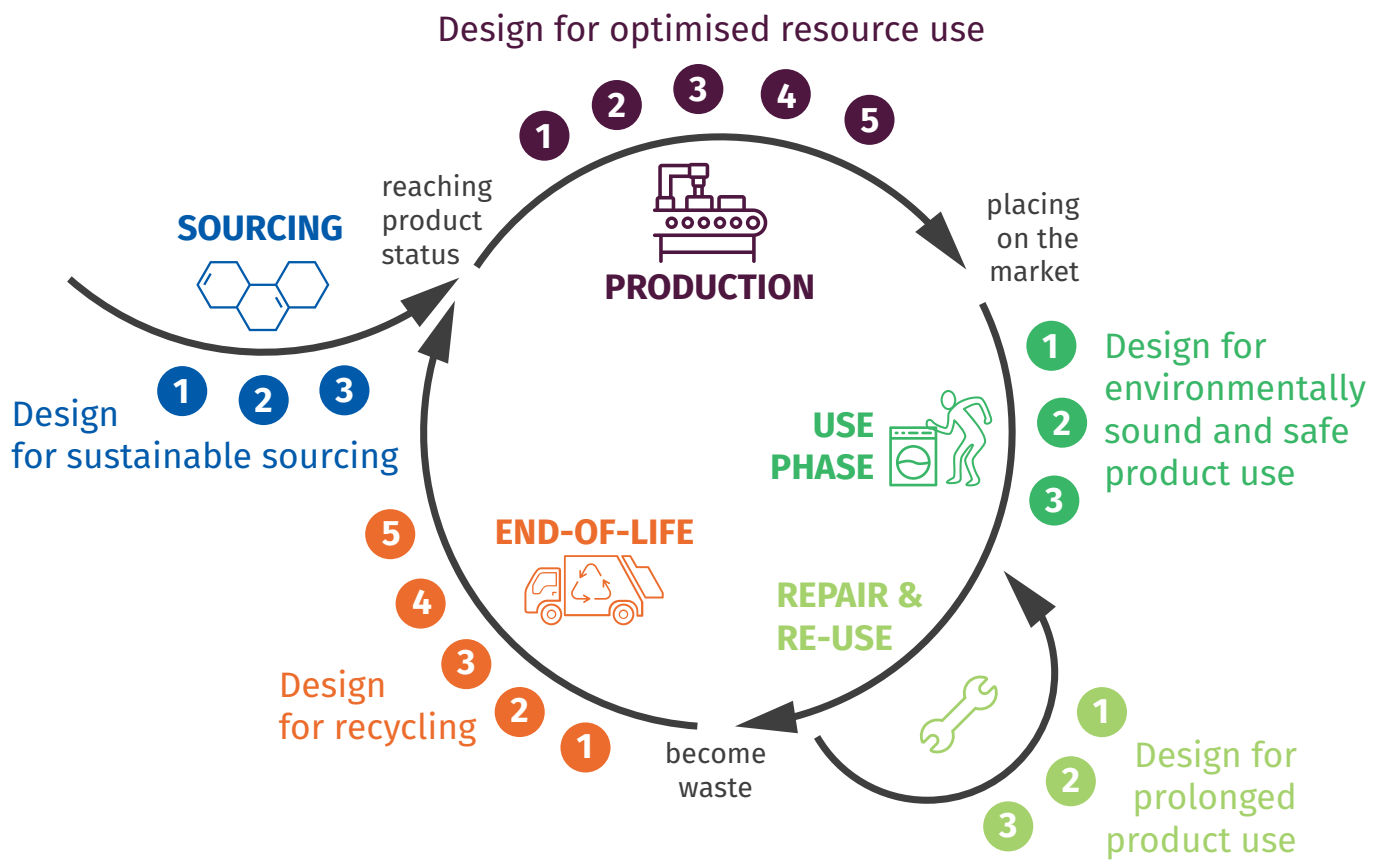 Design for optimised resource use
1
2
3
4
5
reaching
product
status
SOURCING
PRODUCTION
placing
on the
market
1
2
3
Design
for sustainable sourcing
1
2
3
Design for
environmentally
sound and safe
product use
USE
PHASE
END-OF-LIFE
5
4
3
2
1
Design
for recycling
REPAIR &
RE-USE
become
waste
1
2
3
Design for
prolonged
product use